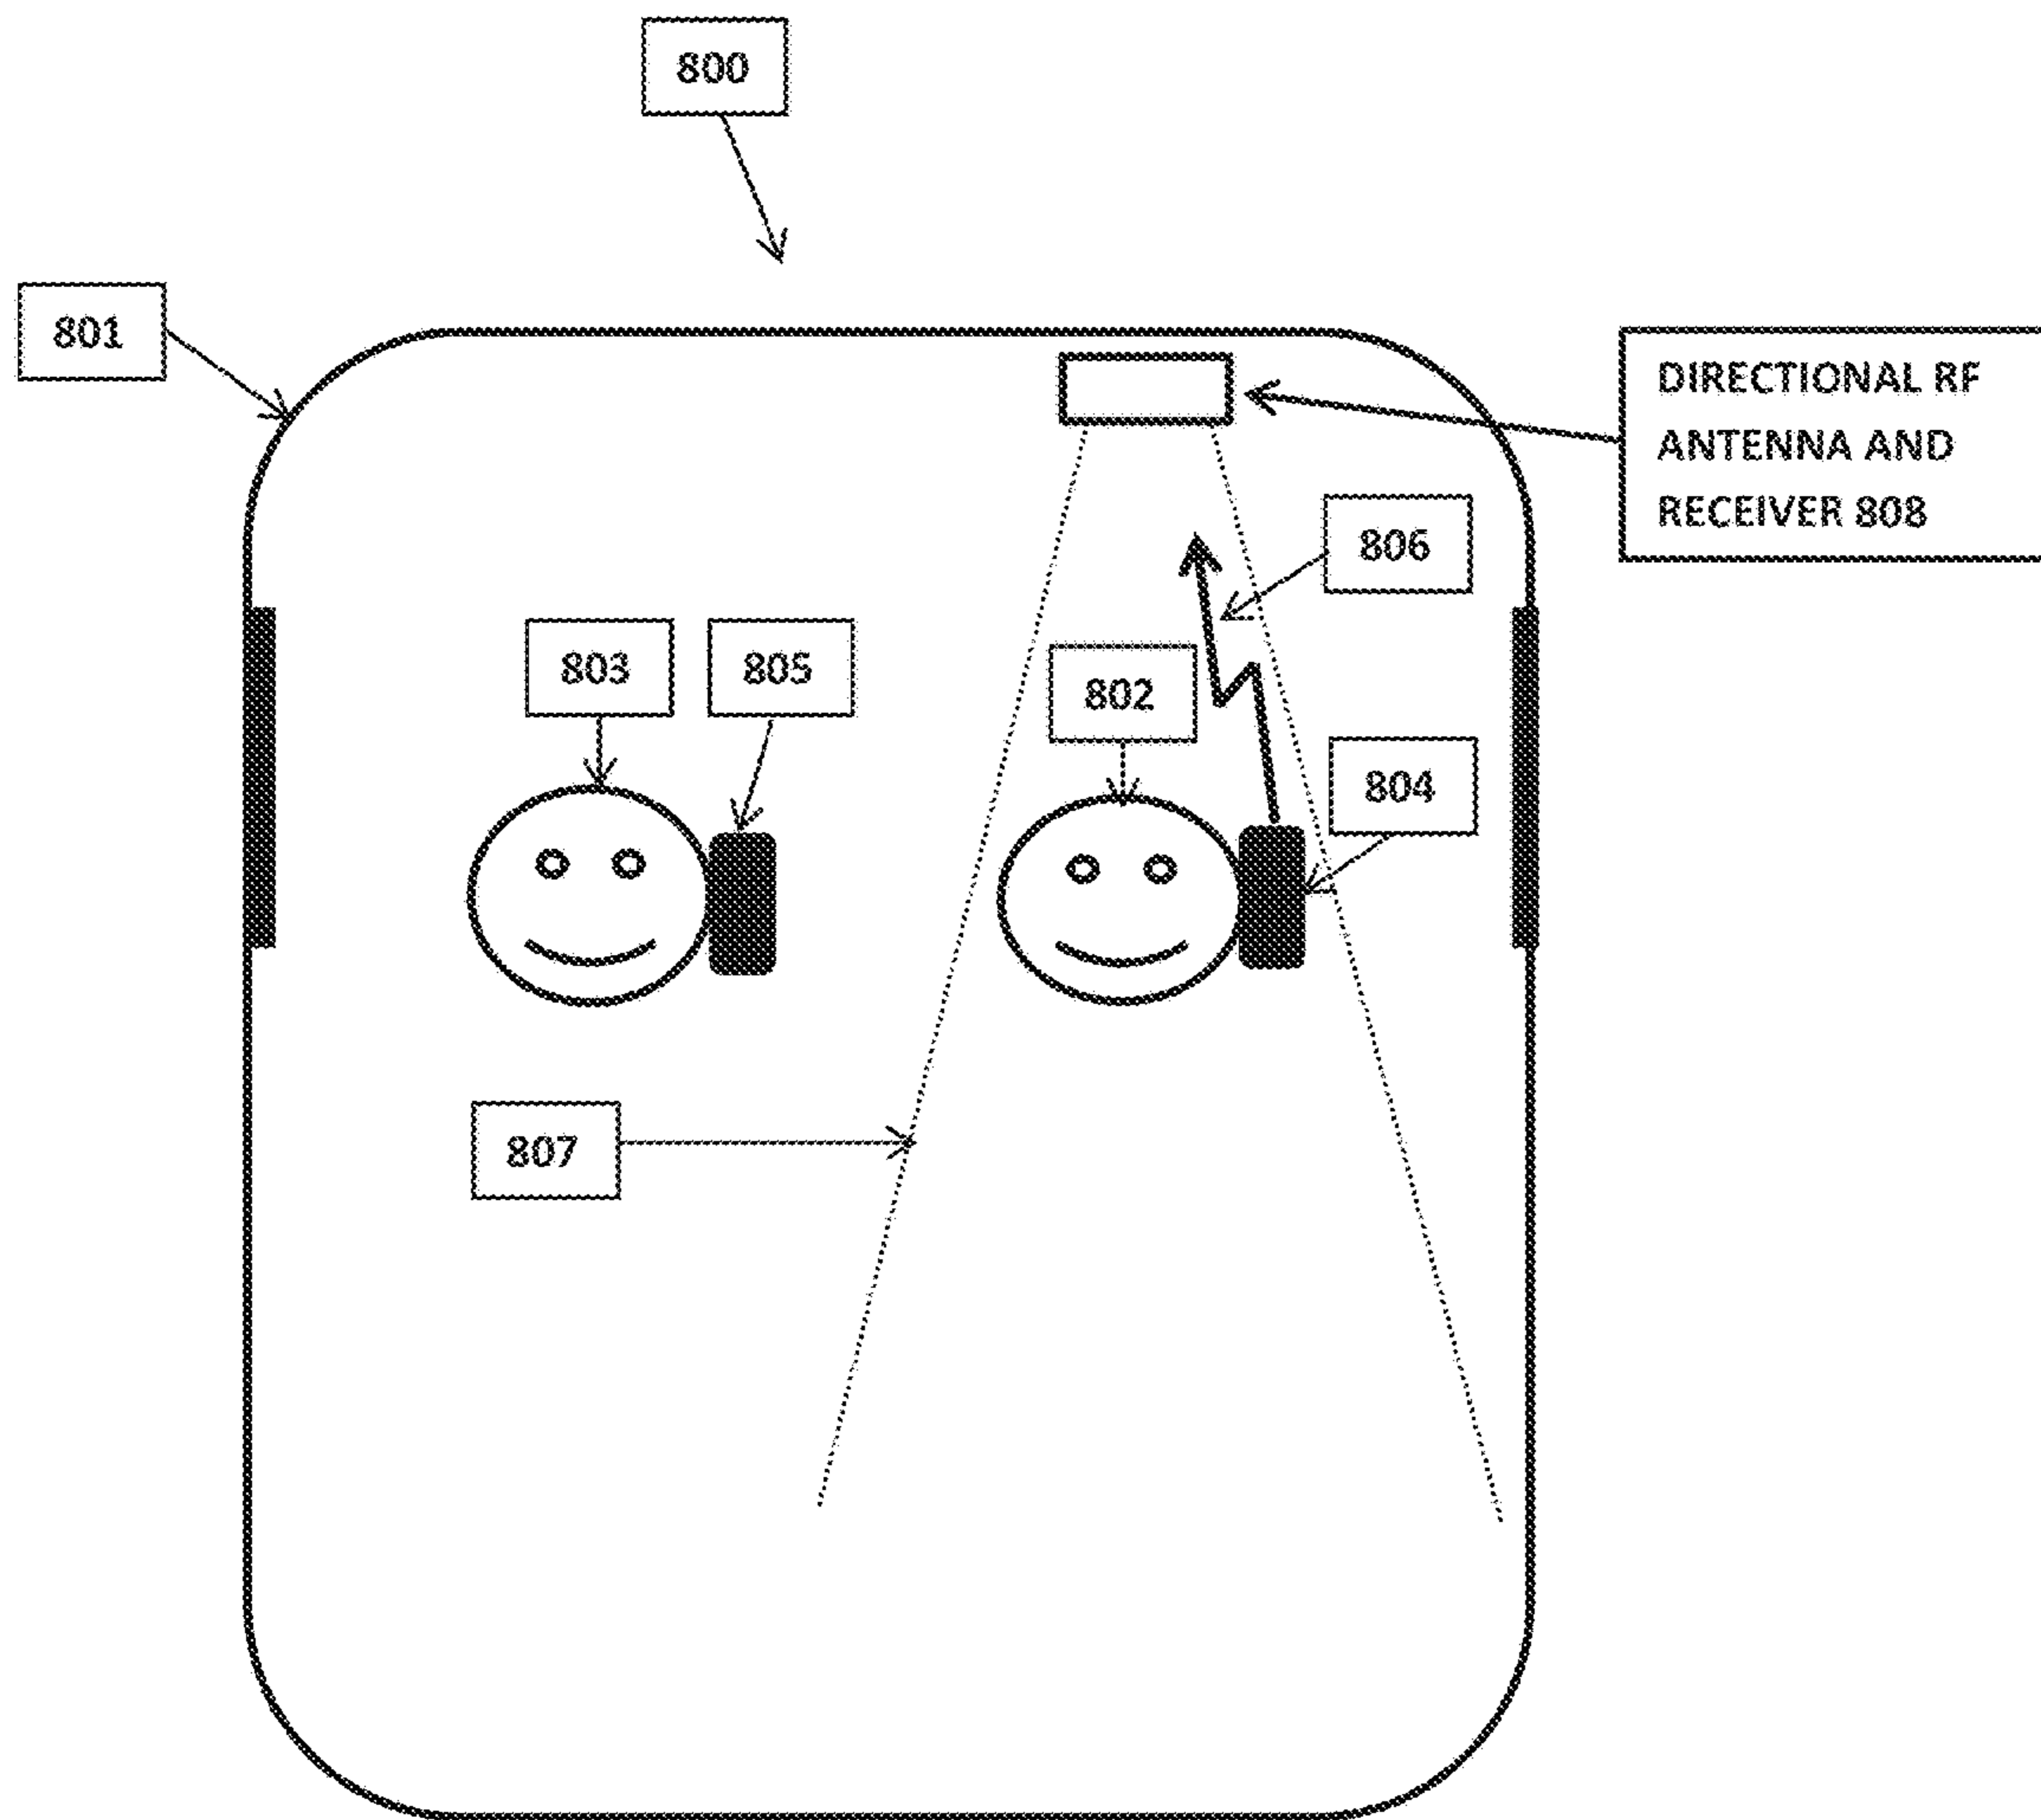 800
801
DIRECTIONAL RF
ANTENNA AND
RECEIVER 808
806
803
805
802
804
807